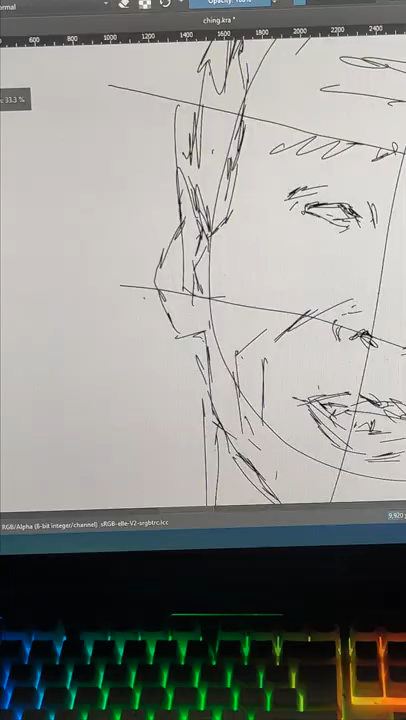 Opacity: 100%
ching.kra *
600 800 1000 1200 1400 1600 1800 2000 2200 2400
33.3 %
RGB/Alpha (8-bit integer/channel) sRGB-elle-V2-srgbtrc.icc